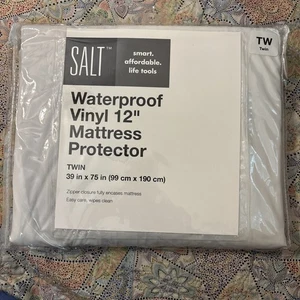 SALT™
smart.
affordable.
life tools
TW
Twin
Waterproof
Vinyl 12"
Mattress
Protector
TWIN
39 in x 75 in (99 cm x 190 cm)
Zipper closure fully encases mattress
Easy care, wipes clean